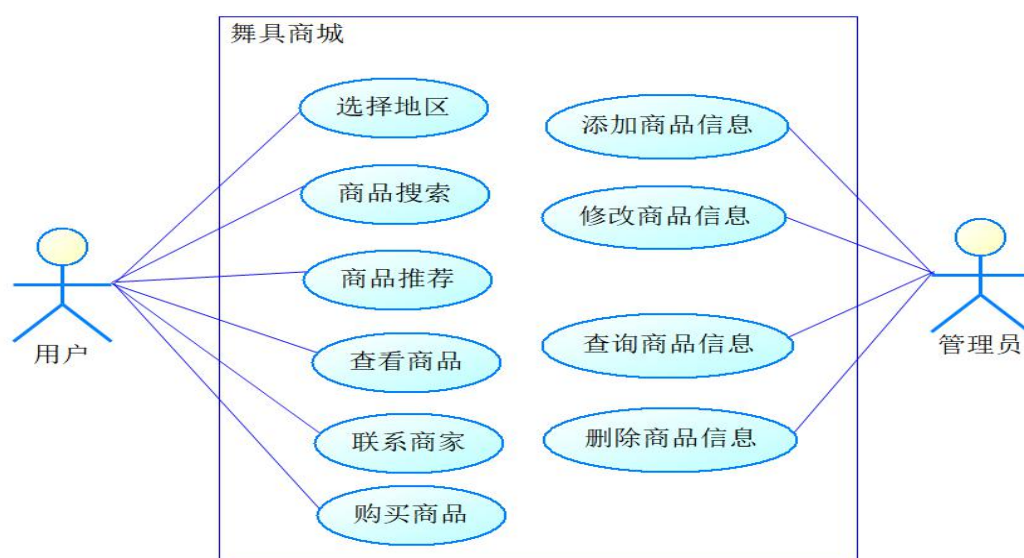 舞具商城
选择地区
商品搜索
商品推荐
查看商品
联系商家
购买商品
添加商品信息
修改商品信息
查询商品信息
删除商品信息
用户
管理员